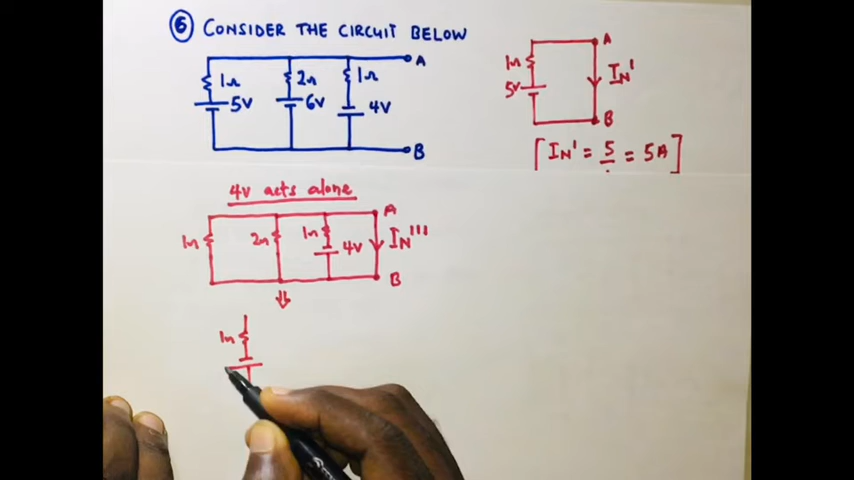 ⑥ CONSIDER THE CIRCUIT BELOW
1Ω
5V
2Ω
6V
1Ω
4V
A
B
1Ω
5V
A
IN'
B
[IN' = 5/1 = 5A]
4V acts alone
1Ω
2Ω
1Ω
4V
A
IN'''
B
⇓
1Ω